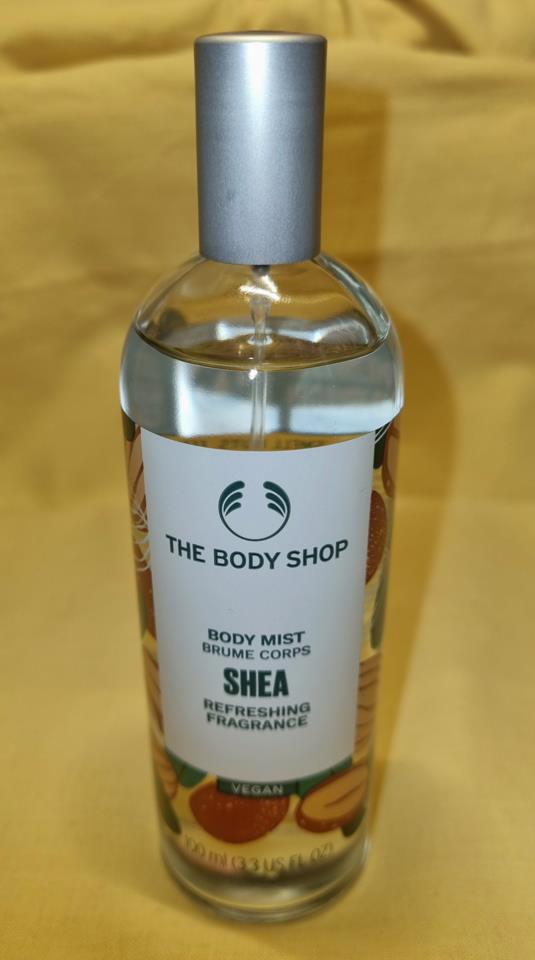 THE BODY SHOP
BODY MIST
BRUME CORPS
SHEA
REFRESHING
FRAGRANCE
VEGAN
100 ml (3.3 US FL OZ)